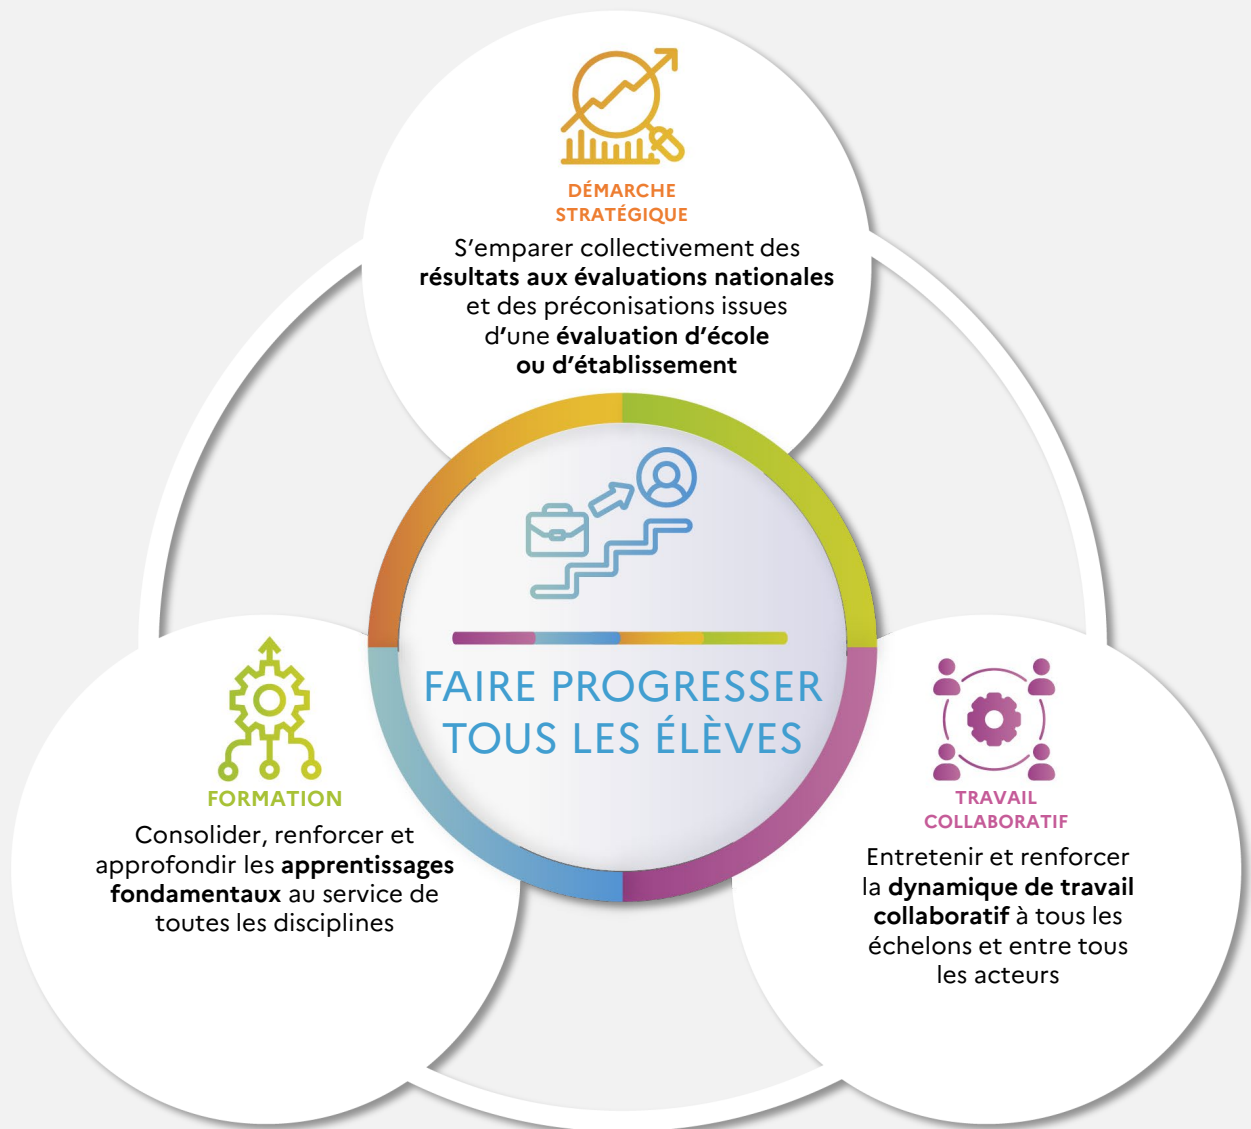 DÉMARCHE
STRATÉGIQUE
S’emparer collectivement des
résultats aux évaluations nationales
et des préconisations issues
d’une évaluation d’école
ou d’établissement
FAIRE PROGRESSER
TOUS LES ÉLÈVES
FORMATION
Consolider, renforcer et
approfondir les apprentissages
fondamentaux au service de
toutes les disciplines
TRAVAIL
COLLABORATIF
Entretenir et renforcer
la dynamique de travail
collaboratif à tous les
échelons et entre tous
les acteurs